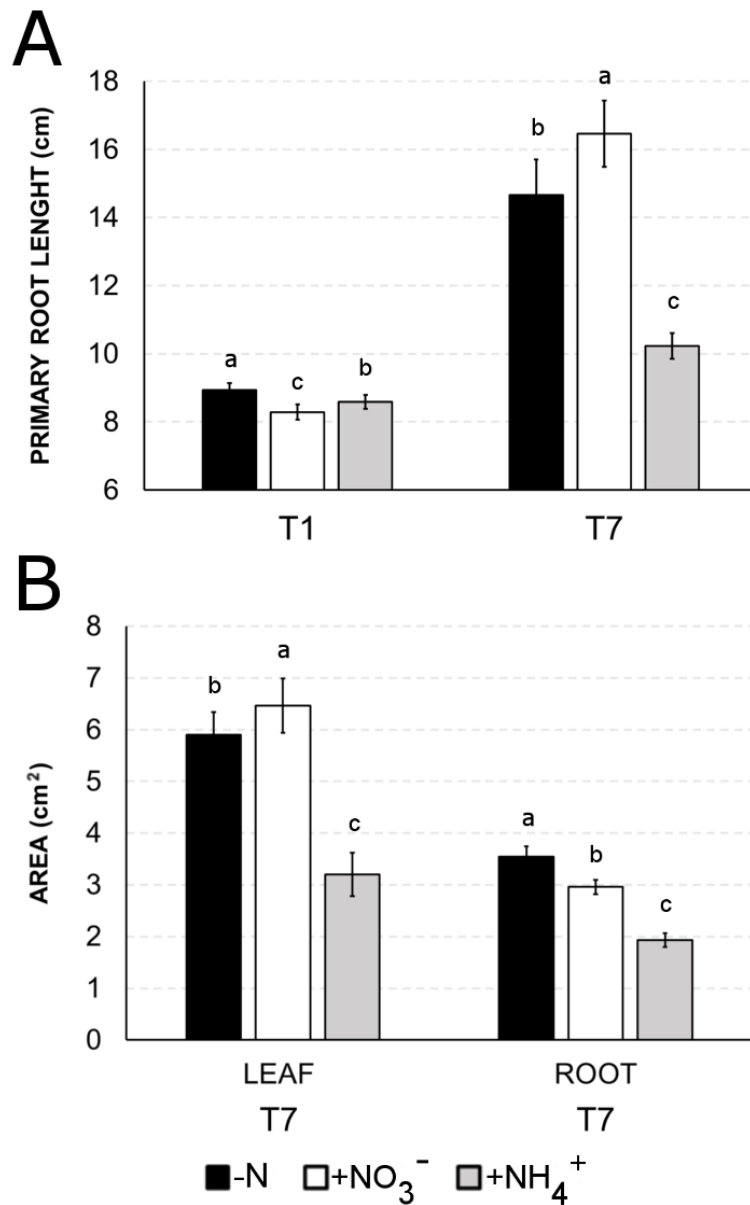 A
PRIMARY ROOT LENGHT (cm)
18
16
14
12
10
8
6
a
c
b
b
a
c
T1 T7
B
AREA (cm²)
8
7
6
5
4
3
2
1
0
b
a
c
a
b
c
LEAF ROOT
T7 T7
-N +NO₃⁻ +NH₄⁺